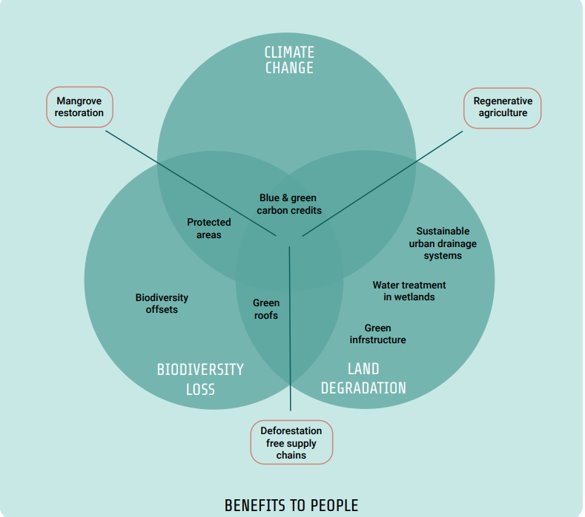 CLIMATE
CHANGE
Mangrove
restoration
Regenerative
agriculture
Blue & green
carbon credits
Protected
areas
Sustainable
urban drainage
systems
Water treatment
in wetlands
Biodiversity
offsets
Green
roofs
Green
infrstructure
BIODIVERSITY
LOSS
LAND
DEGRADATION
Deforestation
free supply
chains
BENEFITS TO PEOPLE